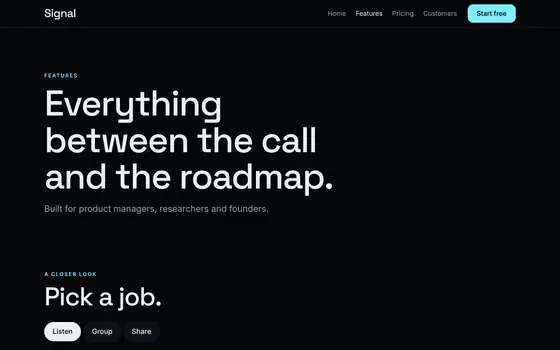 Signal
Home Features Pricing Customers Start free
FEATURES
Everything
between the call
and the roadmap.
Built for product managers, researchers and founders.
A CLOSER LOOK
Pick a job.
Listen Group Share